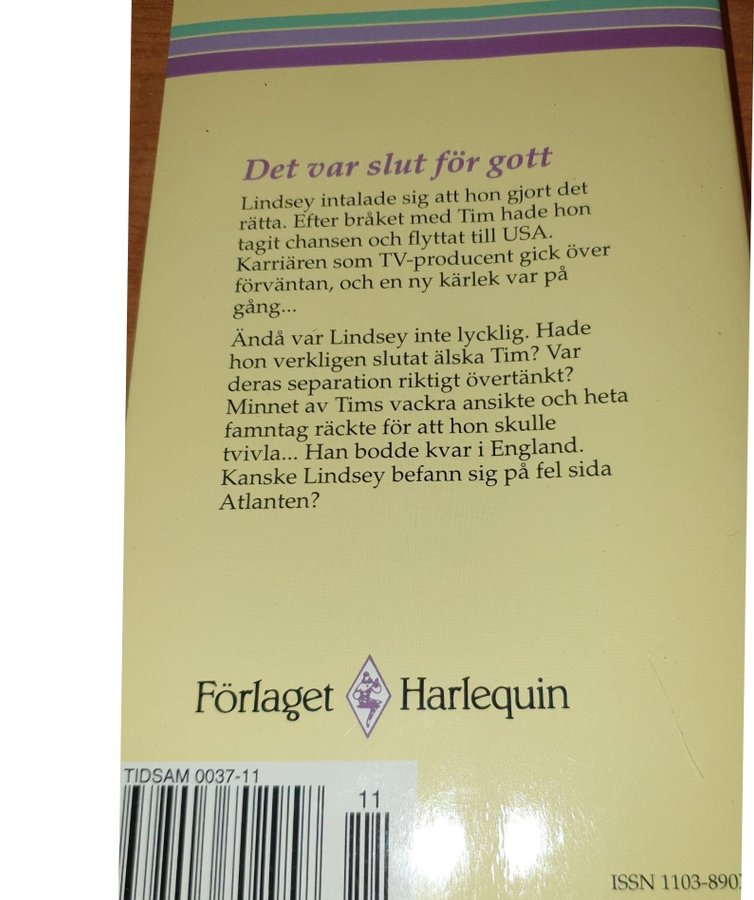 Det var slut för gott
Lindsey intalade sig att hon gjort det
rätta. Efter bråket med Tim hade hon
tagit chansen och flyttat till USA.
Karriären som TV-producent gick över
förväntan, och en ny kärlek var på
gång...
Ändå var Lindsey inte lycklig. Hade
hon verkligen slutat älska Tim? Var
deras separation riktigt övertänkt?
Minnet av Tims vackra ansikte och heta
famntag räckte för att hon skulle
tvivla... Han bodde kvar i England.
Kanske Lindsey befann sig på fel sida
Atlanten?
Förlaget Harlequin
TIDSAM 0037-11
11
ISSN